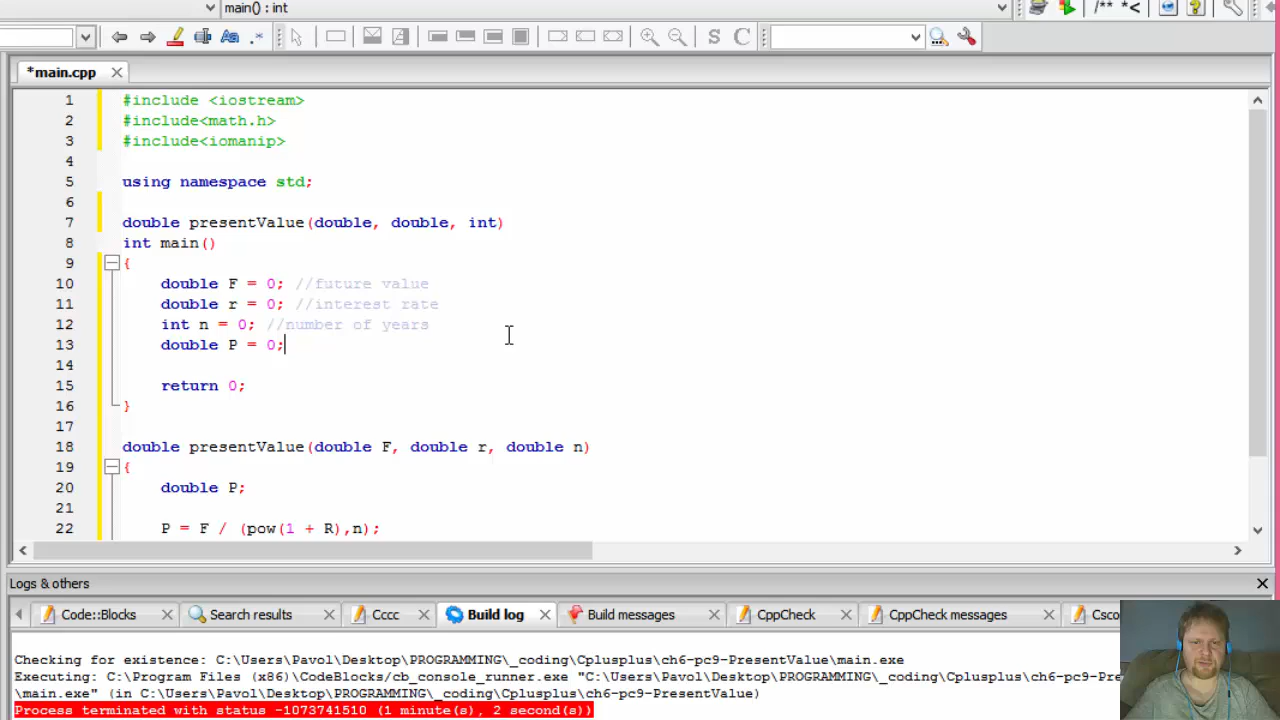 main() : int
/** *<
Aa .*
S C
*main.cpp
1 #include <iostream>
2 #include<math.h>
3 #include<iomanip>
4
5 using namespace std;
6
7 double presentValue(double, double, int)
8 int main()
9 {
10 double F = 0; //future value
11 double r = 0; //interest rate
12 int n = 0; //number of years
13 double P = 0;
14
15 return 0;
16 }
17
18 double presentValue(double F, double r, double n)
19 {
20 double P;
21
22 P = F / (pow(1 + R),n);
Logs & others
Code::Blocks Search results Cccc Build log Build messages CppCheck CppCheck messages Csco
Checking for existence: C:\Users\Pavol\Desktop\PROGRAMMING\_coding\Cplusplus\ch6-pc9-PresentValue\main.exe
Executing: C:\Program Files (x86)\CodeBlocks/cb_console_runner.exe "C:\Users\Pavol\Desktop\PROGRAMMING\_coding\Cplusplus\ch6-pc9-Pre
\main.exe" (in C:\Users\Pavol\Desktop\PROGRAMMING\_coding\Cplusplus\ch6-pc9-PresentValue)
Process terminated with status -1073741510 (1 minute(s), 2 second(s))